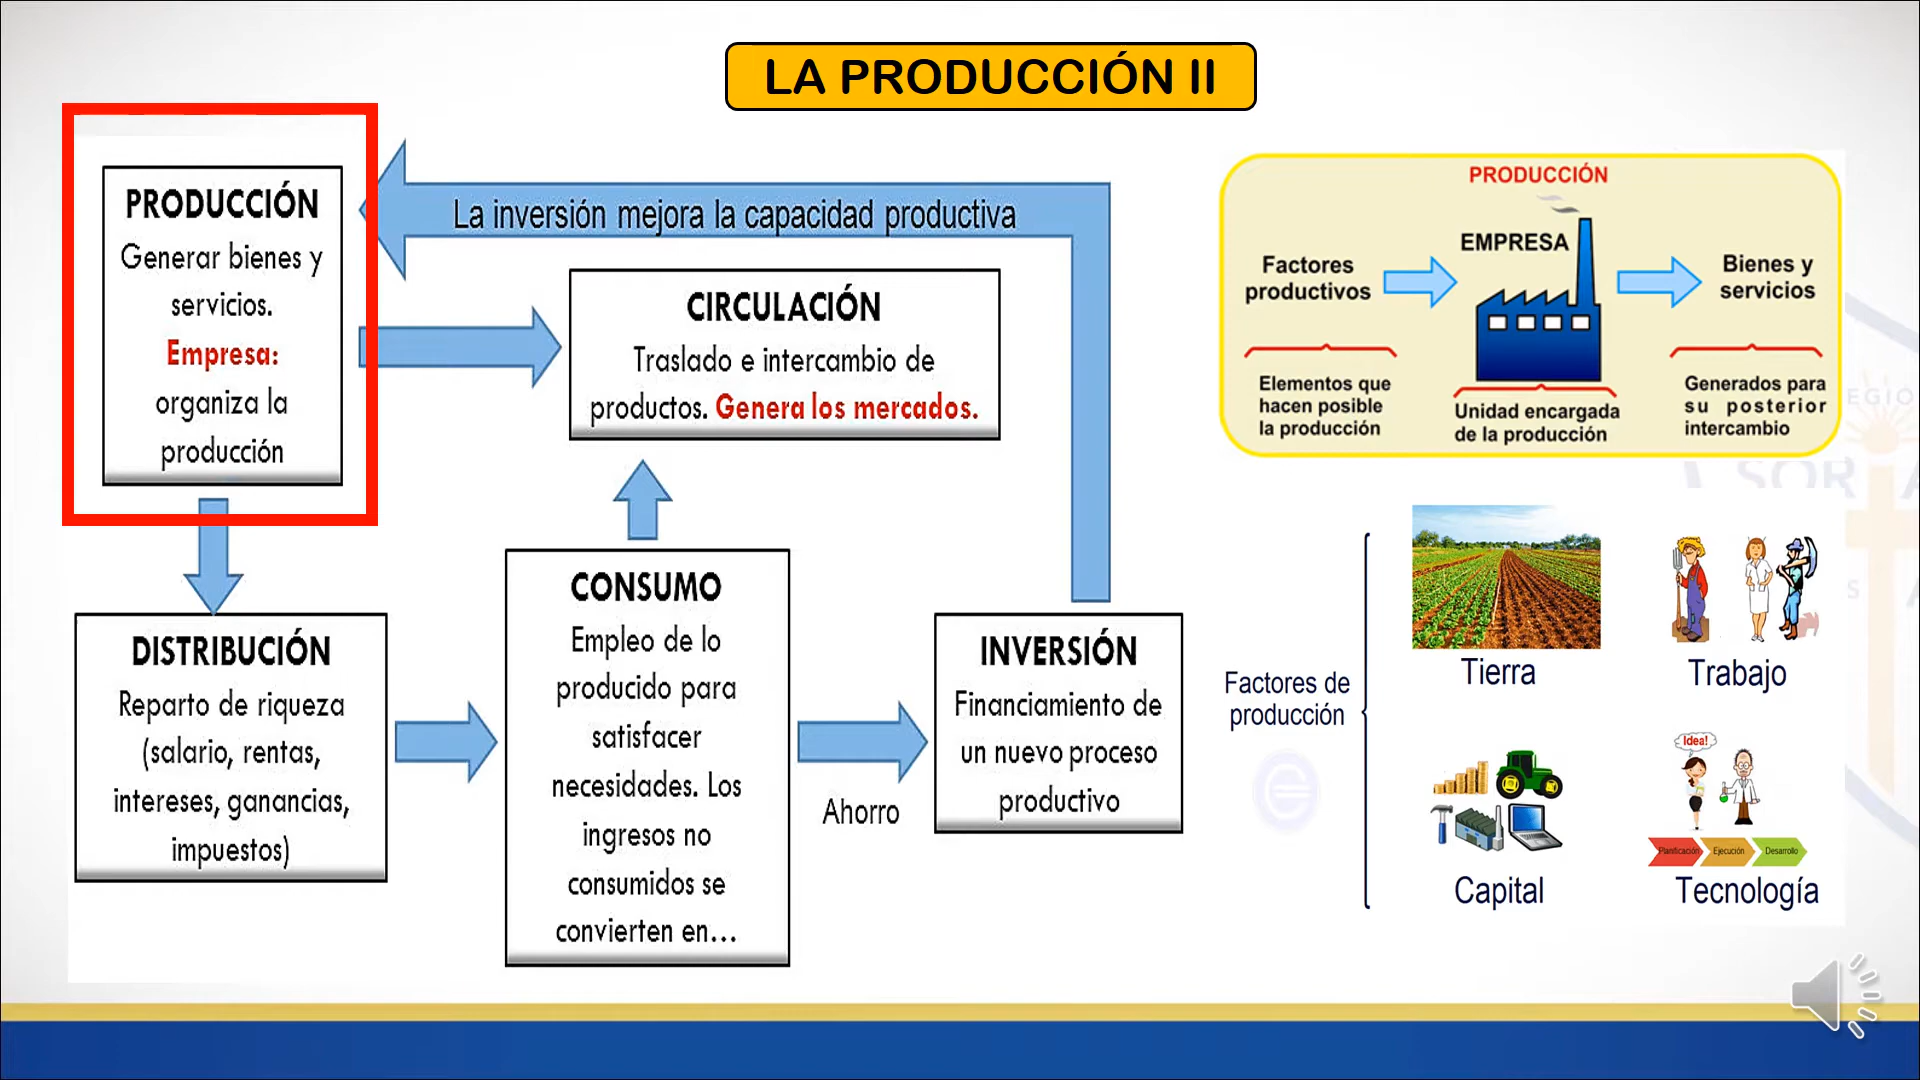 LA PRODUCCIÓN II
PRODUCCIÓN
Generar bienes y
servicios.
Empresa:
organiza la
producción
La inversión mejora la capacidad productiva
CIRCULACIÓN
Traslado e intercambio de
productos. Genera los mercados.
DISTRIBUCIÓN
Reparto de riqueza
(salario, rentas,
intereses, ganancias,
impuestos)
CONSUMO
Empleo de lo
producido para
satisfacer
necesidades. Los
ingresos no
consumidos se
convierten en...
Ahorro
INVERSIÓN
Financiamiento de
un nuevo proceso
productivo
PRODUCCIÓN
EMPRESA
Factores
productivos
Bienes y
servicios
Elementos que
hacen posible
la producción
Unidad encargada
de la producción
Generados para
su posterior
intercambio
Factores de
producción
Tierra
Trabajo
Capital
Idea!
Planificación
Ejecución
Desarrollo
Tecnología